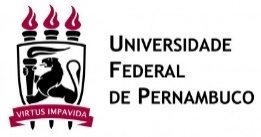 VIRTUS IMPAVIDA
UNIVERSIDADE
FEDERAL
DE PERNAMBUCO